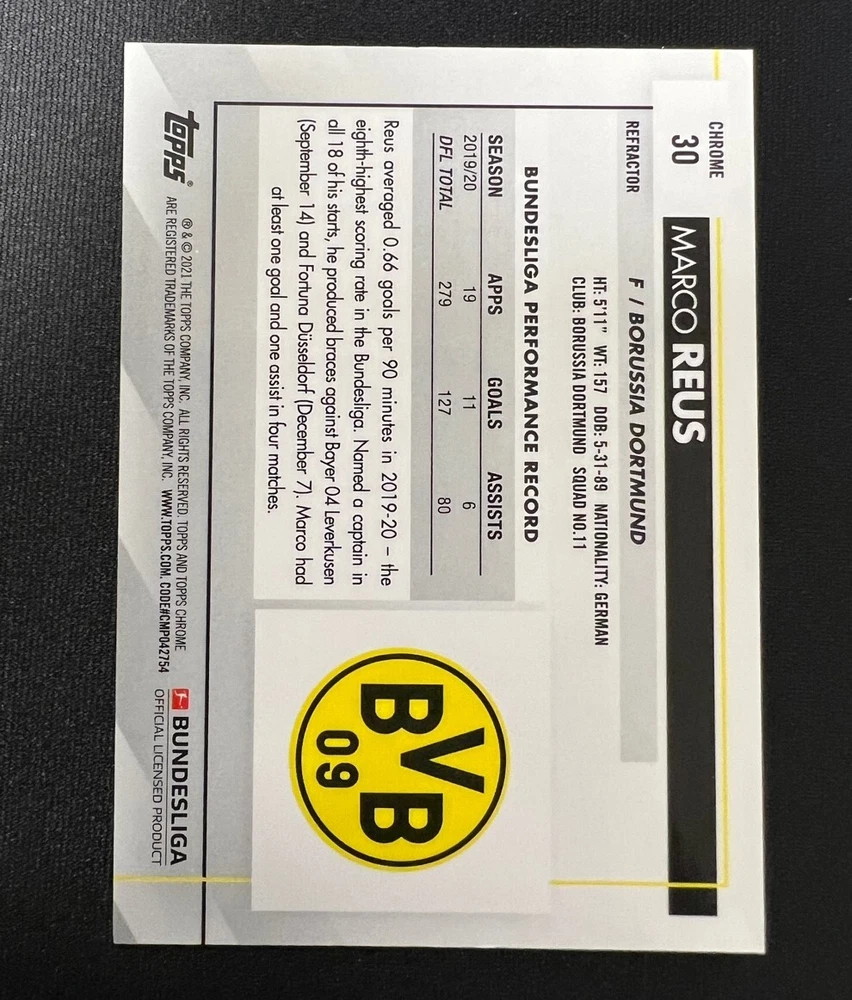 CHROME
30
MARCO REUS
REFRACTOR
F / BORUSSIA DORTMUND
HT: 5'11" WT: 157 DOB: 5-31-89 NATIONALITY: GERMAN
CLUB: BORUSSIA DORTMUND SQUAD NO.11
BUNDESLIGA PERFORMANCE RECORD
SEASON APPS GOALS ASSISTS
2019/20 19 11 6
DFL TOTAL 279 127 80
Reus averaged 0.66 goals per 90 minutes in 2019-20 – the
eighth-highest scoring rate in the Bundesliga. Named a captain in
all 18 of his starts, he produced braces against Bayer 04 Leverkusen
(September 14) and Fortuna Düsseldorf (December 7). Marco had
at least one goal and one assist in four matches.
BVB
09
topps®
® & © 2021 THE TOPPS COMPANY, INC. ALL RIGHTS RESERVED. TOPPS AND TOPPS CHROME
ARE REGISTERED TRADEMARKS OF THE TOPPS COMPANY, INC. WWW.TOPPS.COM. CODE#CMP042754
BUNDESLIGA
OFFICIAL LICENSED PRODUCT